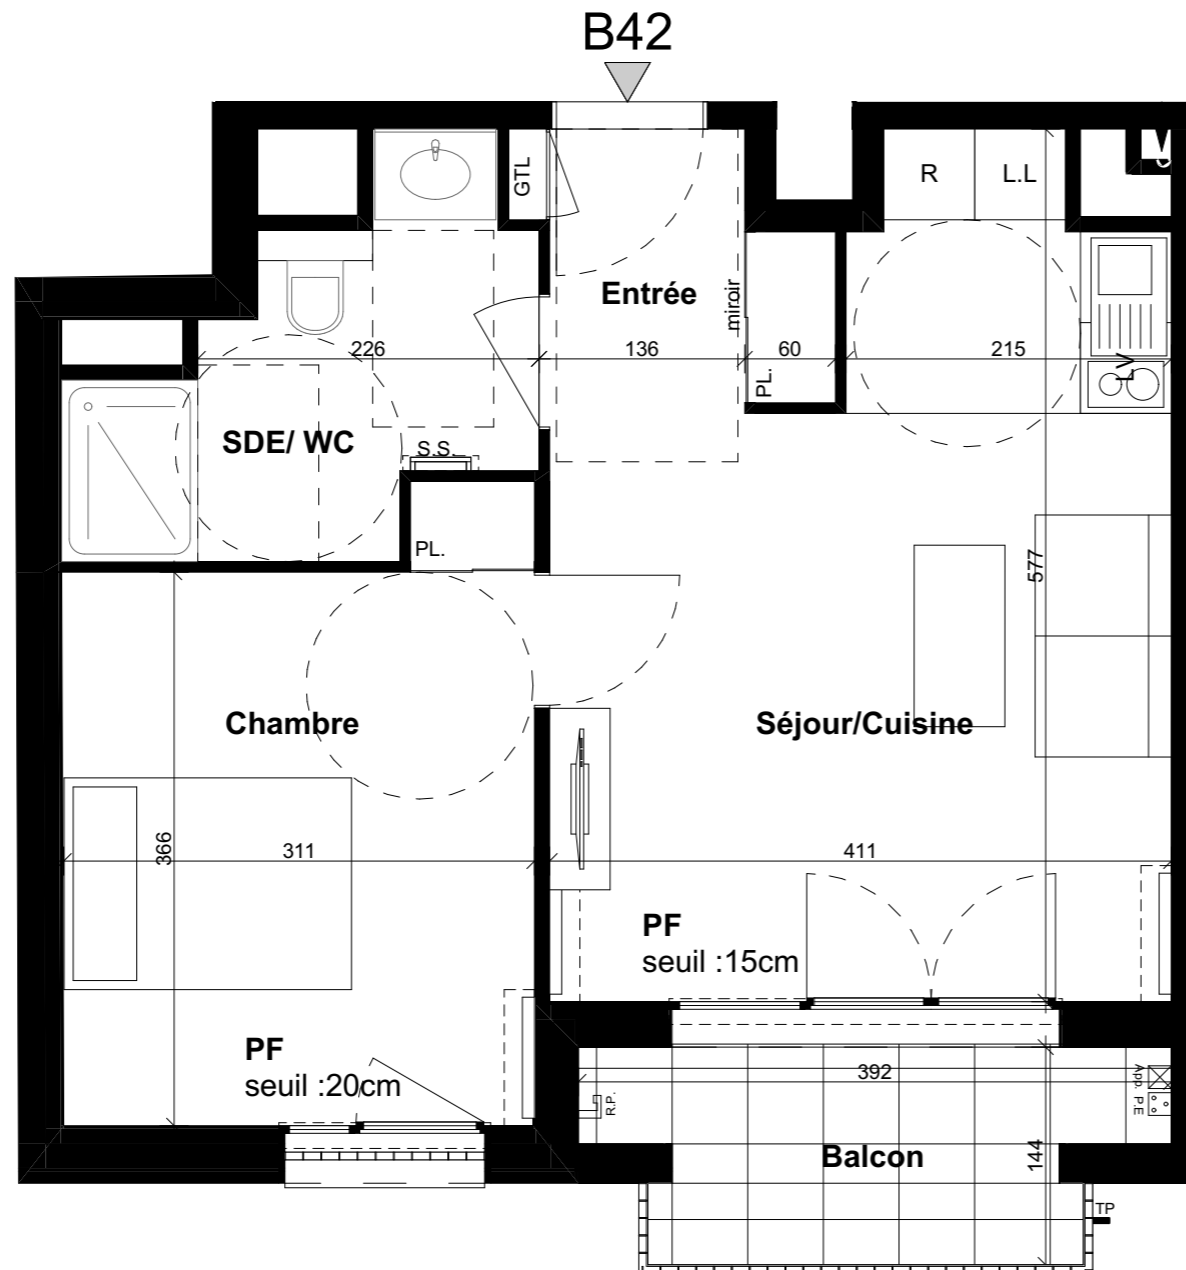 B42
GTL
R
L.L
Entrée
miroir
226
136
60
215
PL.
LV
SDE/ WC
S.S.
PL.
577
Chambre
Séjour/Cuisine
366
311
411
PF
seuil :15cm
PF
seuil :20cm
392
R.P.
App.
P.E
Balcon
144
TP